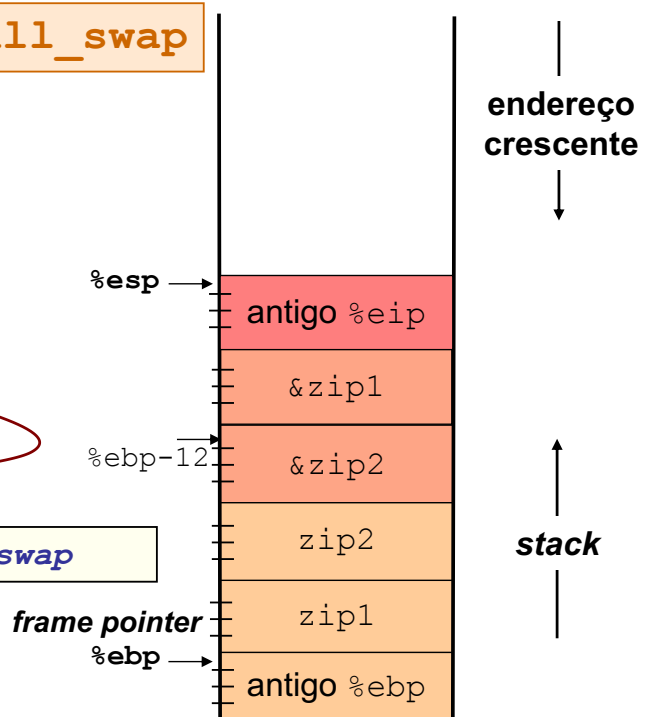 ll_swap
endereço
crescente
%esp
antigo %eip
&zip1
%ebp-12
&zip2
zip2
swap
stack
frame pointer
zip1
%ebp
antigo %ebp